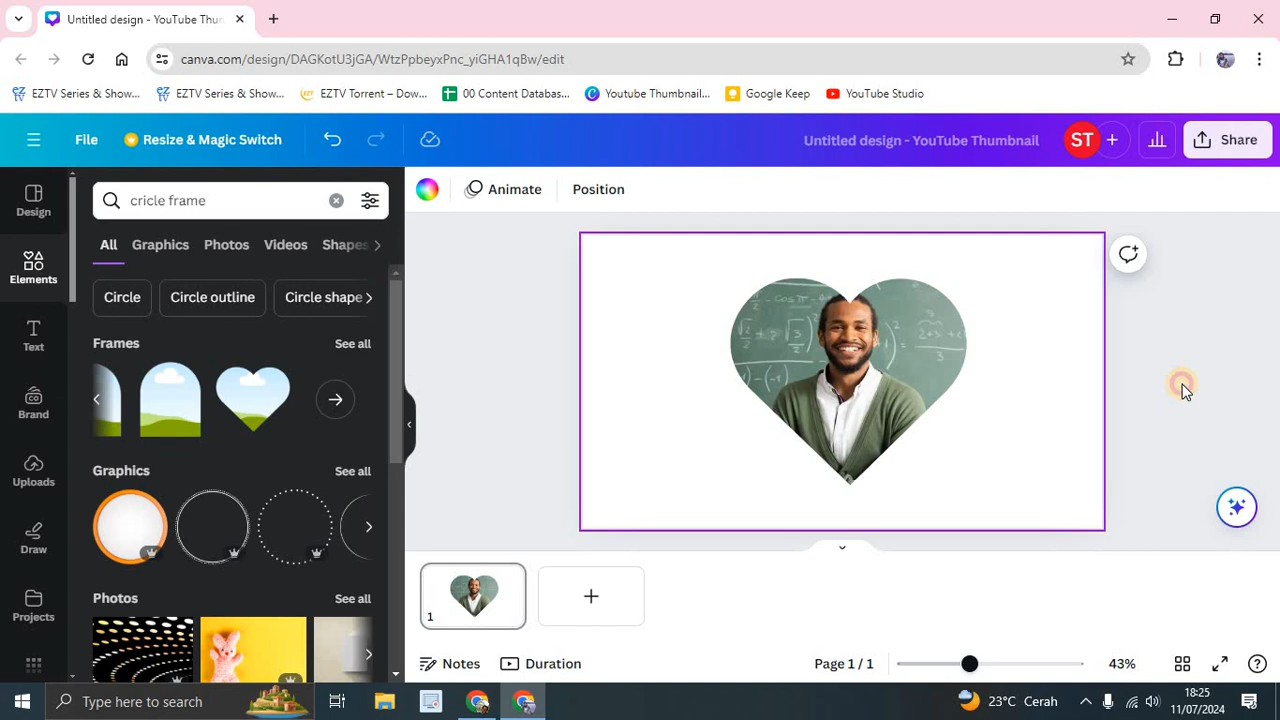 Untitled design - YouTube Thun
canva.com/design/DAGKotU3jGA/WtzPpbeyxPnc_yiGHA1qBw/edit
EZTV Series & Show... EZTV Series & Show... EZTV Torrent – Dow... 00 Content Databas... Youtube Thumbnail... Google Keep YouTube Studio
File Resize & Magic Switch Untitled design - YouTube Thumbnail ST + Share
Design
Elements
Text
Brand
Uploads
Draw
Projects
cricle frame
All Graphics Photos Videos Shapes
Circle Circle outline Circle shape
Frames See all
Graphics See all
Photos See all
Animate Position
1
Notes Duration Page 1 / 1 43%
Type here to search 23°C Cerah 18:25
11/07/2024